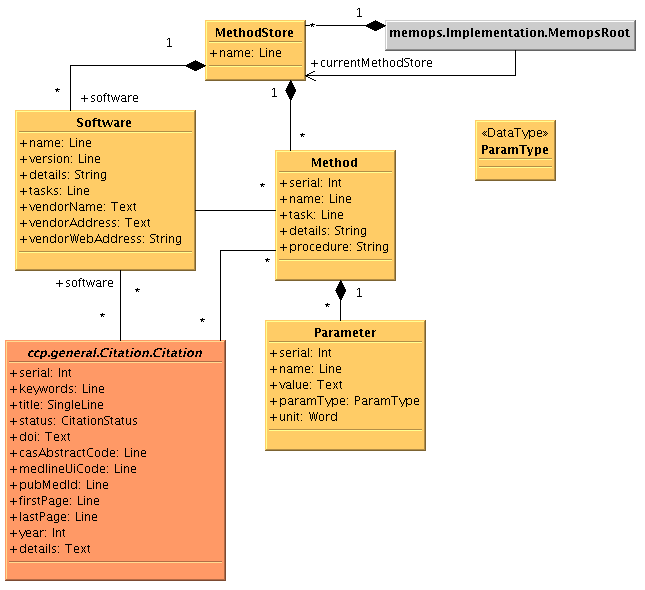 MethodStore
+name: Line
*
1
memops.Implementation.MemopsRoot
+currentMethodStore
1
*
+software
1
*
Software
+name: Line
+version: Line
+details: String
+tasks: Line
+vendorName: Text
+vendorAddress: Text
+vendorWebAddress: String
«DataType»
ParamType
Method
+serial: Int
+name: Line
+task: Line
+details: String
+procedure: String
*
*
+software
*
*
*
1
*
Parameter
+serial: Int
+name: Line
+value: Text
+paramType: ParamType
+unit: Word
ccp.general.Citation.Citation
+serial: Int
+keywords: Line
+title: SingleLine
+status: CitationStatus
+doi: Text
+casAbstractCode: Line
+medlineUiCode: Line
+pubMedId: Line
+firstPage: Line
+lastPage: Line
+year: Int
+details: Text